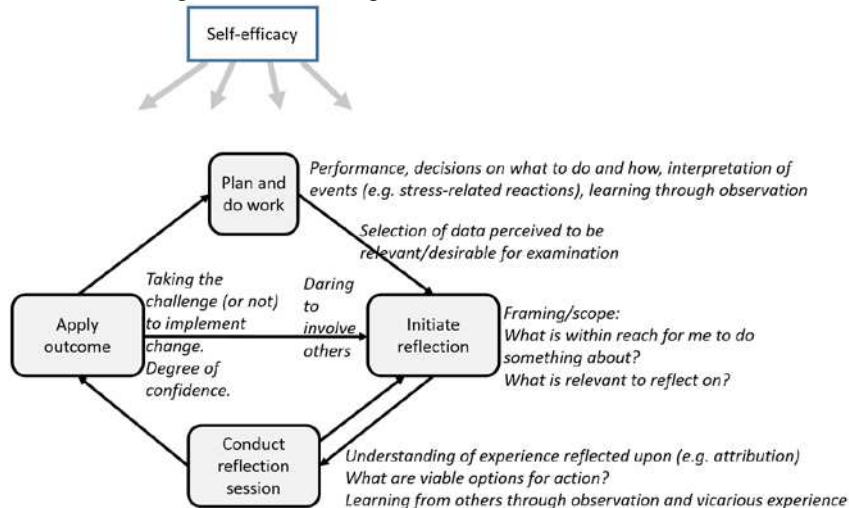 Self-efficacy
Plan and
do work
Performance, decisions on what to do and how, interpretation of
events (e.g. stress-related reactions), learning through observation
Selection of data perceived to be
relevant/desirable for examination
Taking the
challenge (or not)
to implement
change.
Degree of
confidence.
Daring
to
involve
others
Apply
outcome
Initiate
reflection
Framing/scope:
What is within reach for me to do
something about?
What is relevant to reflect on?
Conduct
reflection
session
Understanding of experience reflected upon (e.g. attribution)
What are viable options for action?
Learning from others through observation and vicarious experience